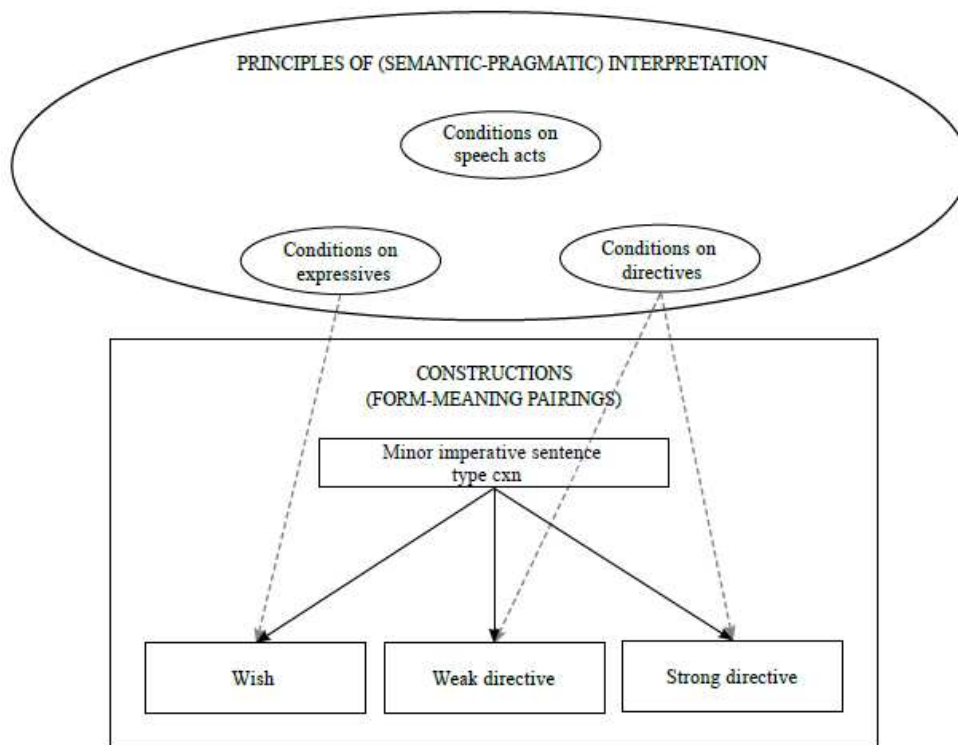 PRINCIPLES OF (SEMANTIC-PRAGMATIC) INTERPRETATION
Conditions on
speech acts
Conditions on
expressives
Conditions on
directives
CONSTRUCTIONS
(FORM-MEANING PAIRINGS)
Minor imperative sentence
type cxn
Wish
Weak directive
Strong directive